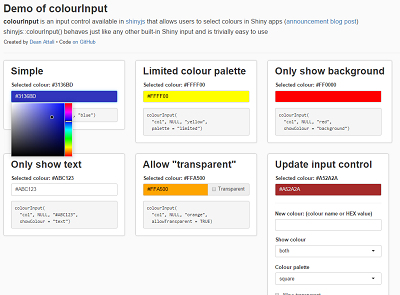 Demo of colourInput
colourInput is an input control available in shinyjs that allows users to select colours in Shiny apps (announcement blog post)
shinyjs::colourInput() behaves just like any other built-in Shiny input and is trivially easy to use
Created by Dean Attali • Code on GitHub
Simple
Selected colour: #3136BD
#3136BD
"blue")
Limited colour palette
Selected colour: #FFFF00
#FFFF00
colourInput(
"col", NULL, "yellow",
palette = "limited")
Only show background
Selected colour: #FF0000
colourInput(
"col", NULL, "red",
showColour = "background")
Only show text
Selected colour: #ABC123
#ABC123
colourInput(
"col", NULL, "#ABC123",
showColour = "text")
Allow "transparent"
Selected colour: #FFA500
#FFA500
Transparent
colourInput(
"col", NULL, "orange",
allowTransparent = TRUE)
Update input control
Selected colour: #A52A2A
#A52A2A
New colour: (colour name or HEX value)
Show colour
both
Colour palette
square